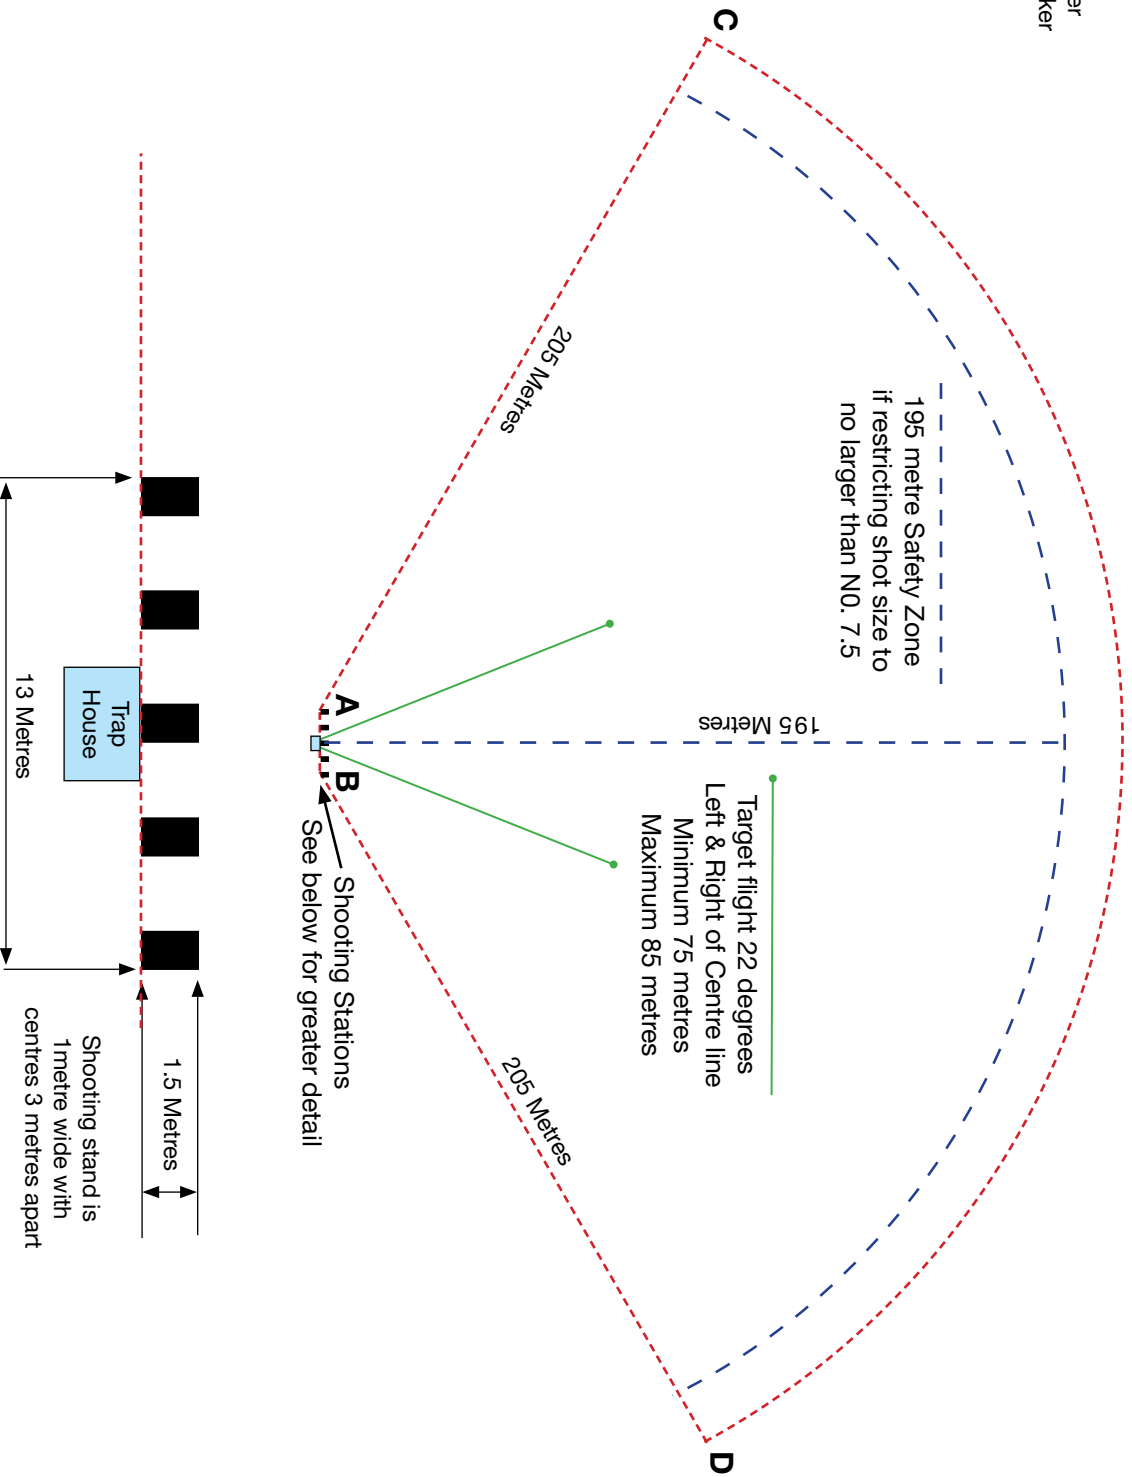 er
ker
C
205 Metres
195 metre Safety Zone
if restricting shot size to
no larger than N0. 7.5
195 Metres
Target flight 22 degrees
Left & Right of Centre line
Minimum 75 metres
Maximum 85 metres
A
B
Shooting Stations
See below for greater detail
205 Metres
D
Trap
House
13 Metres
1.5 Metres
Shooting stand is
1metre wide with
centres 3 metres apart